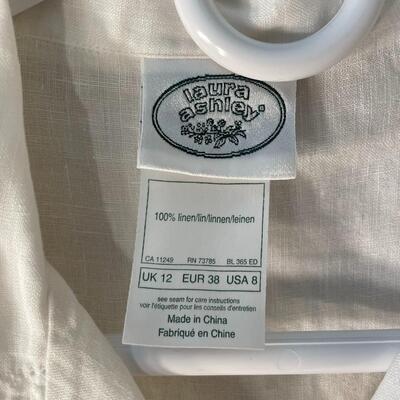 laura
ashley®
100% linen/lin/linnen/leinen
CA 11249 RN 73785 BL 365 ED
UK 12 EUR 38 USA 8
see seam for care instructions
voir l'étiquette pour les conseils d'entretien
Made in China
Fabriqué en Chine